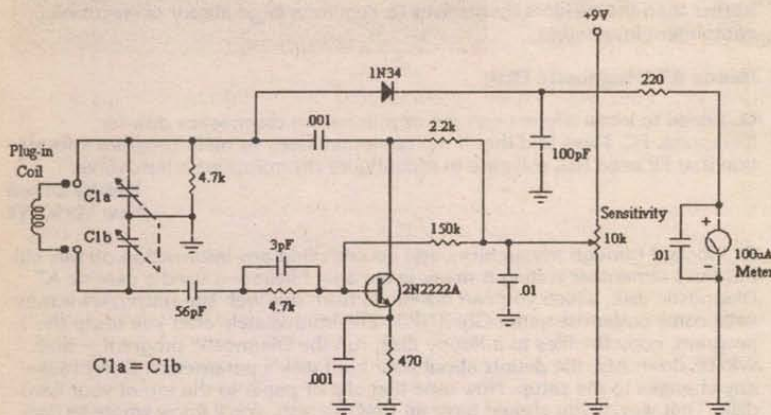 +9V
1N34
220
.001
2.2k
100pF
Plug-in
Coil
C1a
4.7k
C1b
3pF
150k
Sensitivity
10k
+
-
.01
100uA
Meter
.01
4.7k
2N2222A
56pF
C1a = C1b
.001
470